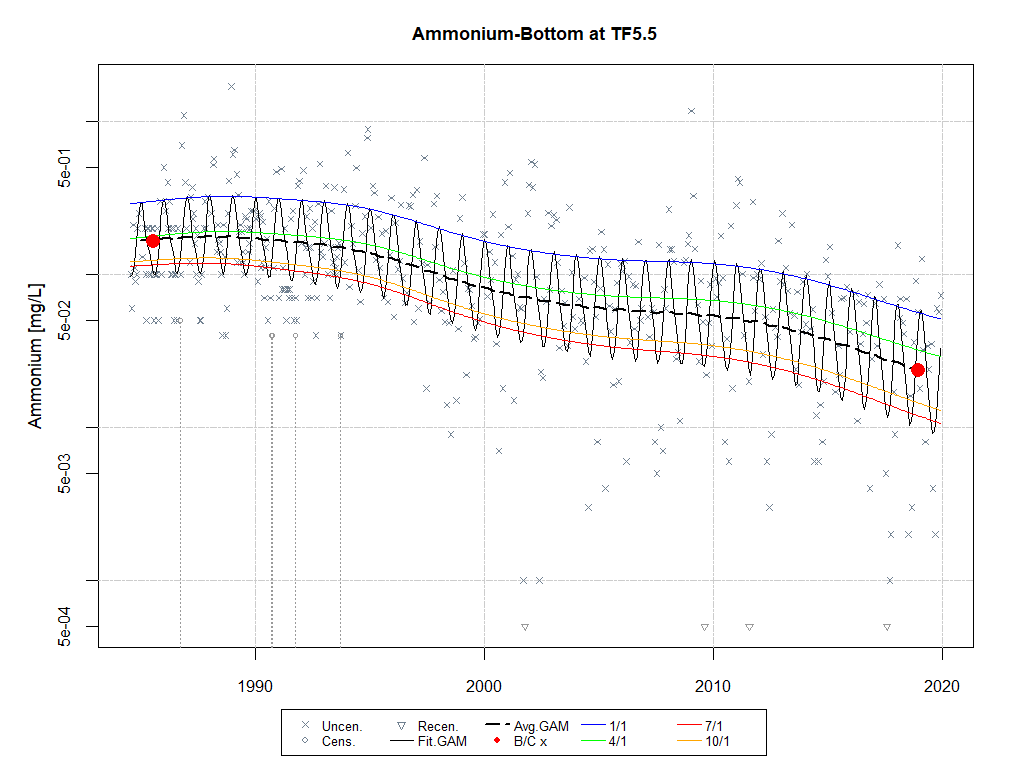 Ammonium-Bottom at TF5.5
Ammonium [mg/L]
5e-01
5e-02
5e-03
5e-04
1990 2000 2010 2020
Uncen. Recen. Avg.GAM 1/1 7/1
Cens. Fit.GAM B/C x 4/1 10/1